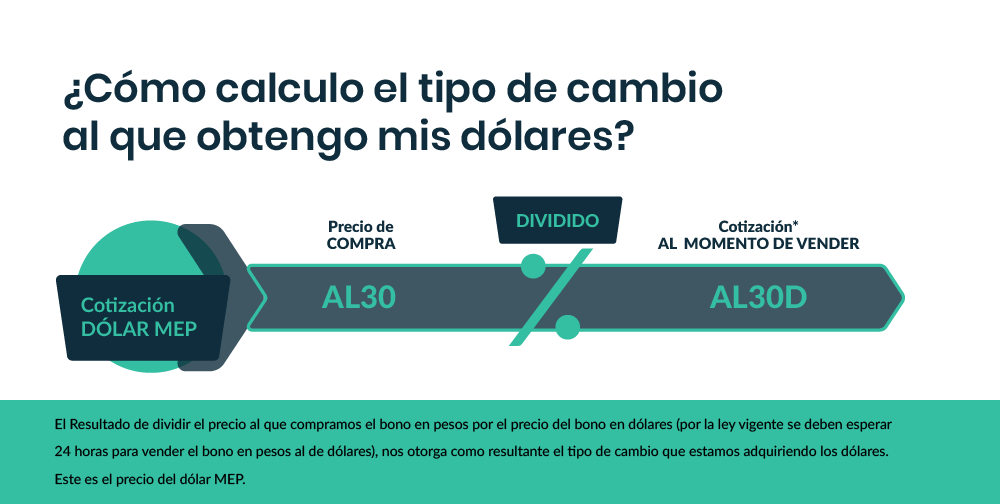 ¿Cómo calculo el tipo de cambio
al que obtengo mis dólares?
Cotización
DÓLAR MEP
Precio de
COMPRA
AL30
DIVIDIDO
Cotización*
AL MOMENTO DE VENDER
AL30D
El Resultado de dividir el precio al que compramos el bono en pesos por el precio del bono en dólares (por la ley vigente se deben esperar
24 horas para vender el bono en pesos al de dólares), nos otorga como resultante el tipo de cambio que estamos adquiriendo los dólares.
Este es el precio del dólar MEP.